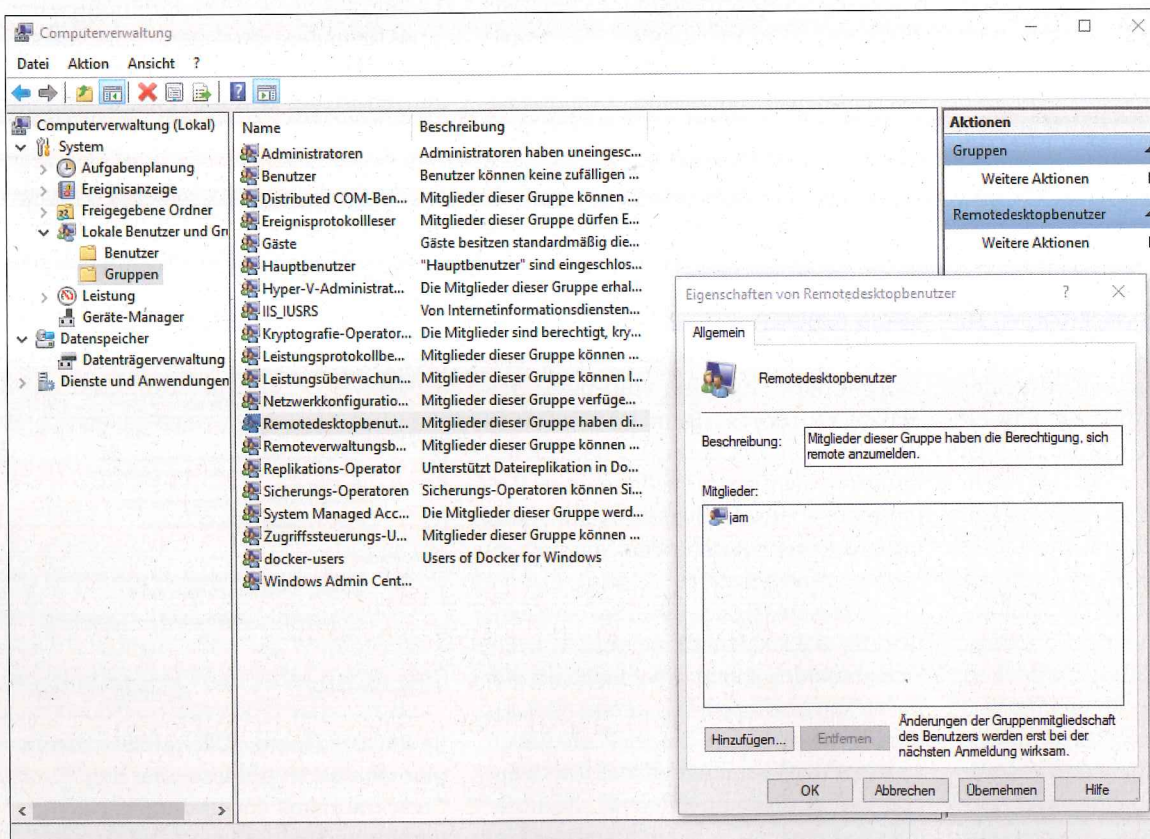 Computerverwaltung
Datei Aktion Ansicht ?
Computerverwaltung (Lokal)
System
Aufgabenplanung
Ereignisanzeige
Freigegebene Ordner
Lokale Benutzer und Gru
Benutzer
Gruppen
Leistung
Geräte-Manager
Datenspeicher
Datenträgerverwaltung
Dienste und Anwendungen
Name Beschreibung
Administratoren Administratoren haben uneingesc...
Benutzer Benutzer können keine zufälligen ...
Distributed COM-Ben... Mitglieder dieser Gruppe können ...
Ereignisprotokollleser Mitglieder dieser Gruppe dürfen E...
Gäste Gäste besitzen standardmäßig die...
Hauptbenutzer "Hauptbenutzer" sind eingeschlos...
Hyper-V-Administrat... Die Mitglieder dieser Gruppe erhal...
IIS_IUSRS Von Internetinformationsdiensten...
Kryptografie-Operator... Die Mitglieder sind berechtigt, kry...
Leistungsprotokollbe... Mitglieder dieser Gruppe können ...
Leistungsüberwachun... Mitglieder dieser Gruppe können l...
Netzwerkkonfiguratio... Mitglieder dieser Gruppe verfüge...
Remotedesktopbenut... Mitglieder dieser Gruppe haben di...
Remoteverwaltungsb... Mitglieder dieser Gruppe können ...
Replikations-Operator Unterstützt Dateireplikation in Do...
Sicherungs-Operatoren Sicherungs-Operatoren können Si...
System Managed Acc... Die Mitglieder dieser Gruppe werd...
Zugriffssteuerungs-U... Mitglieder dieser Gruppe können ...
docker-users Users of Docker for Windows
Windows Admin Cent...
Aktionen
Gruppen
Weitere Aktionen
Remotedesktopbenutzer
Weitere Aktionen
Eigenschaften von Remotedesktopbenutzer ?
Allgemein
Remotedesktopbenutzer
Beschreibung: Mitglieder dieser Gruppe haben die Berechtigung, sich
remote anzumelden.
Mitglieder:
jam
Hinzufügen... Entfernen
Änderungen der Gruppenmitgliedschaft
des Benutzers werden erst bei der
nächsten Anmeldung wirksam.
OK Abbrechen Übernehmen Hilfe